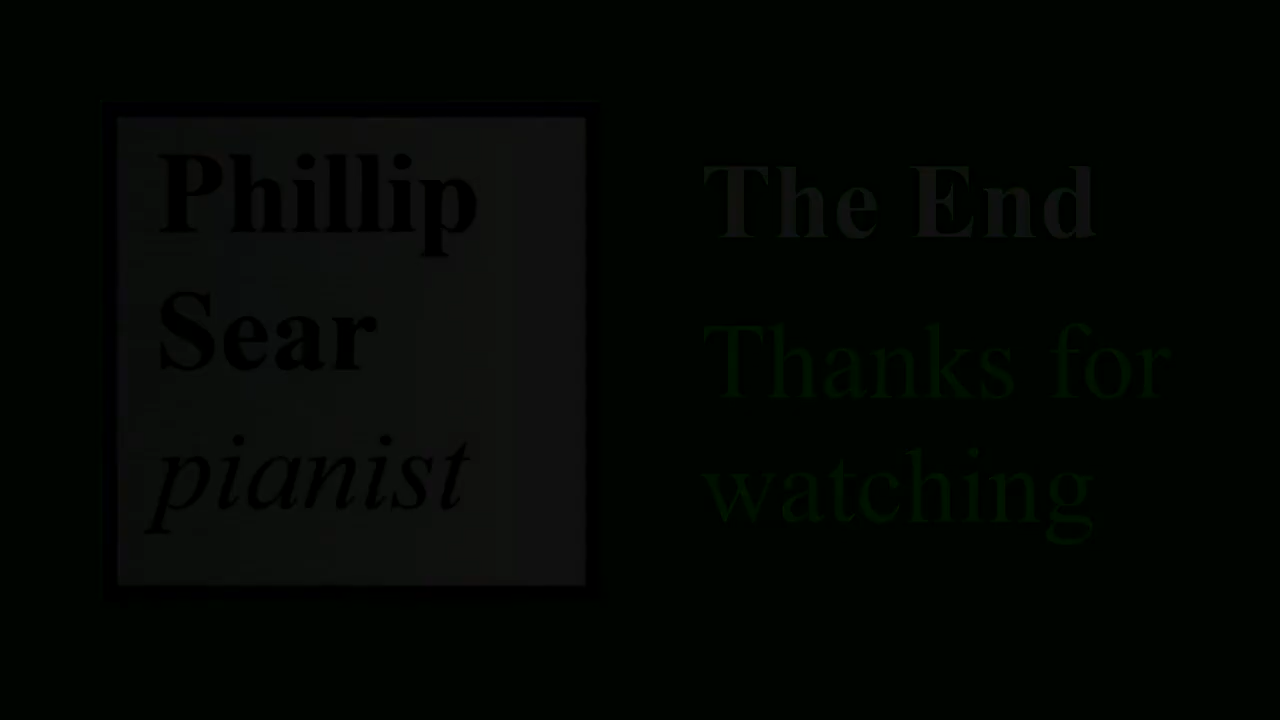 Phillip
Sear
pianist
The End
Thanks for
watching